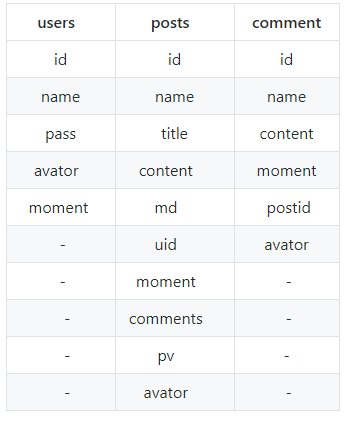 users posts comment
id id id
name name name
pass title content
avator content moment
moment md postid
- uid avator
- moment -
- comments -
- pv -
- avator -